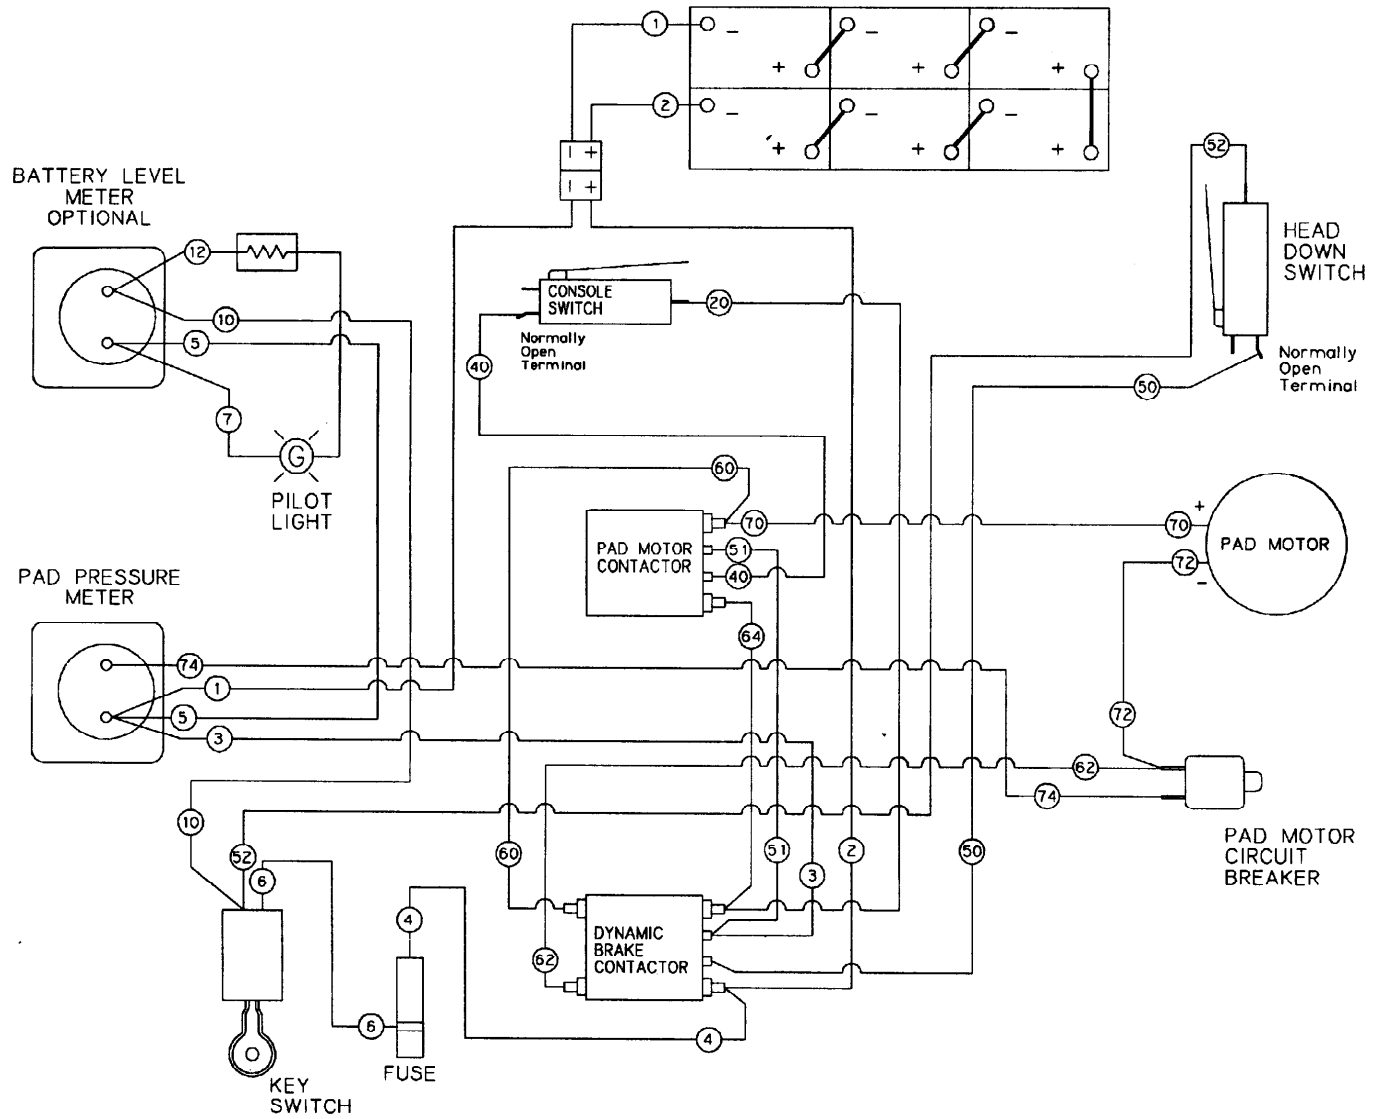 1
−
−
−
+
+
+
2
−
−
−
+
+
+
− +
− +
52
BATTERY LEVEL
METER
OPTIONAL
12
10
5
7
G
PILOT
LIGHT
CONSOLE
SWITCH
20
Normally
Open
Terminal
40
HEAD
DOWN
SWITCH
Normally
Open
Terminal
50
60
70
PAD MOTOR
CONTACTOR
51
40
64
70
+
PAD MOTOR
72
−
PAD PRESSURE
METER
74
1
5
3
72
62
74
PAD MOTOR
CIRCUIT
BREAKER
10
52
6
60
51
2
50
3
4
DYNAMIC
BRAKE
CONTACTOR
62
6
4
FUSE
KEY
SWITCH